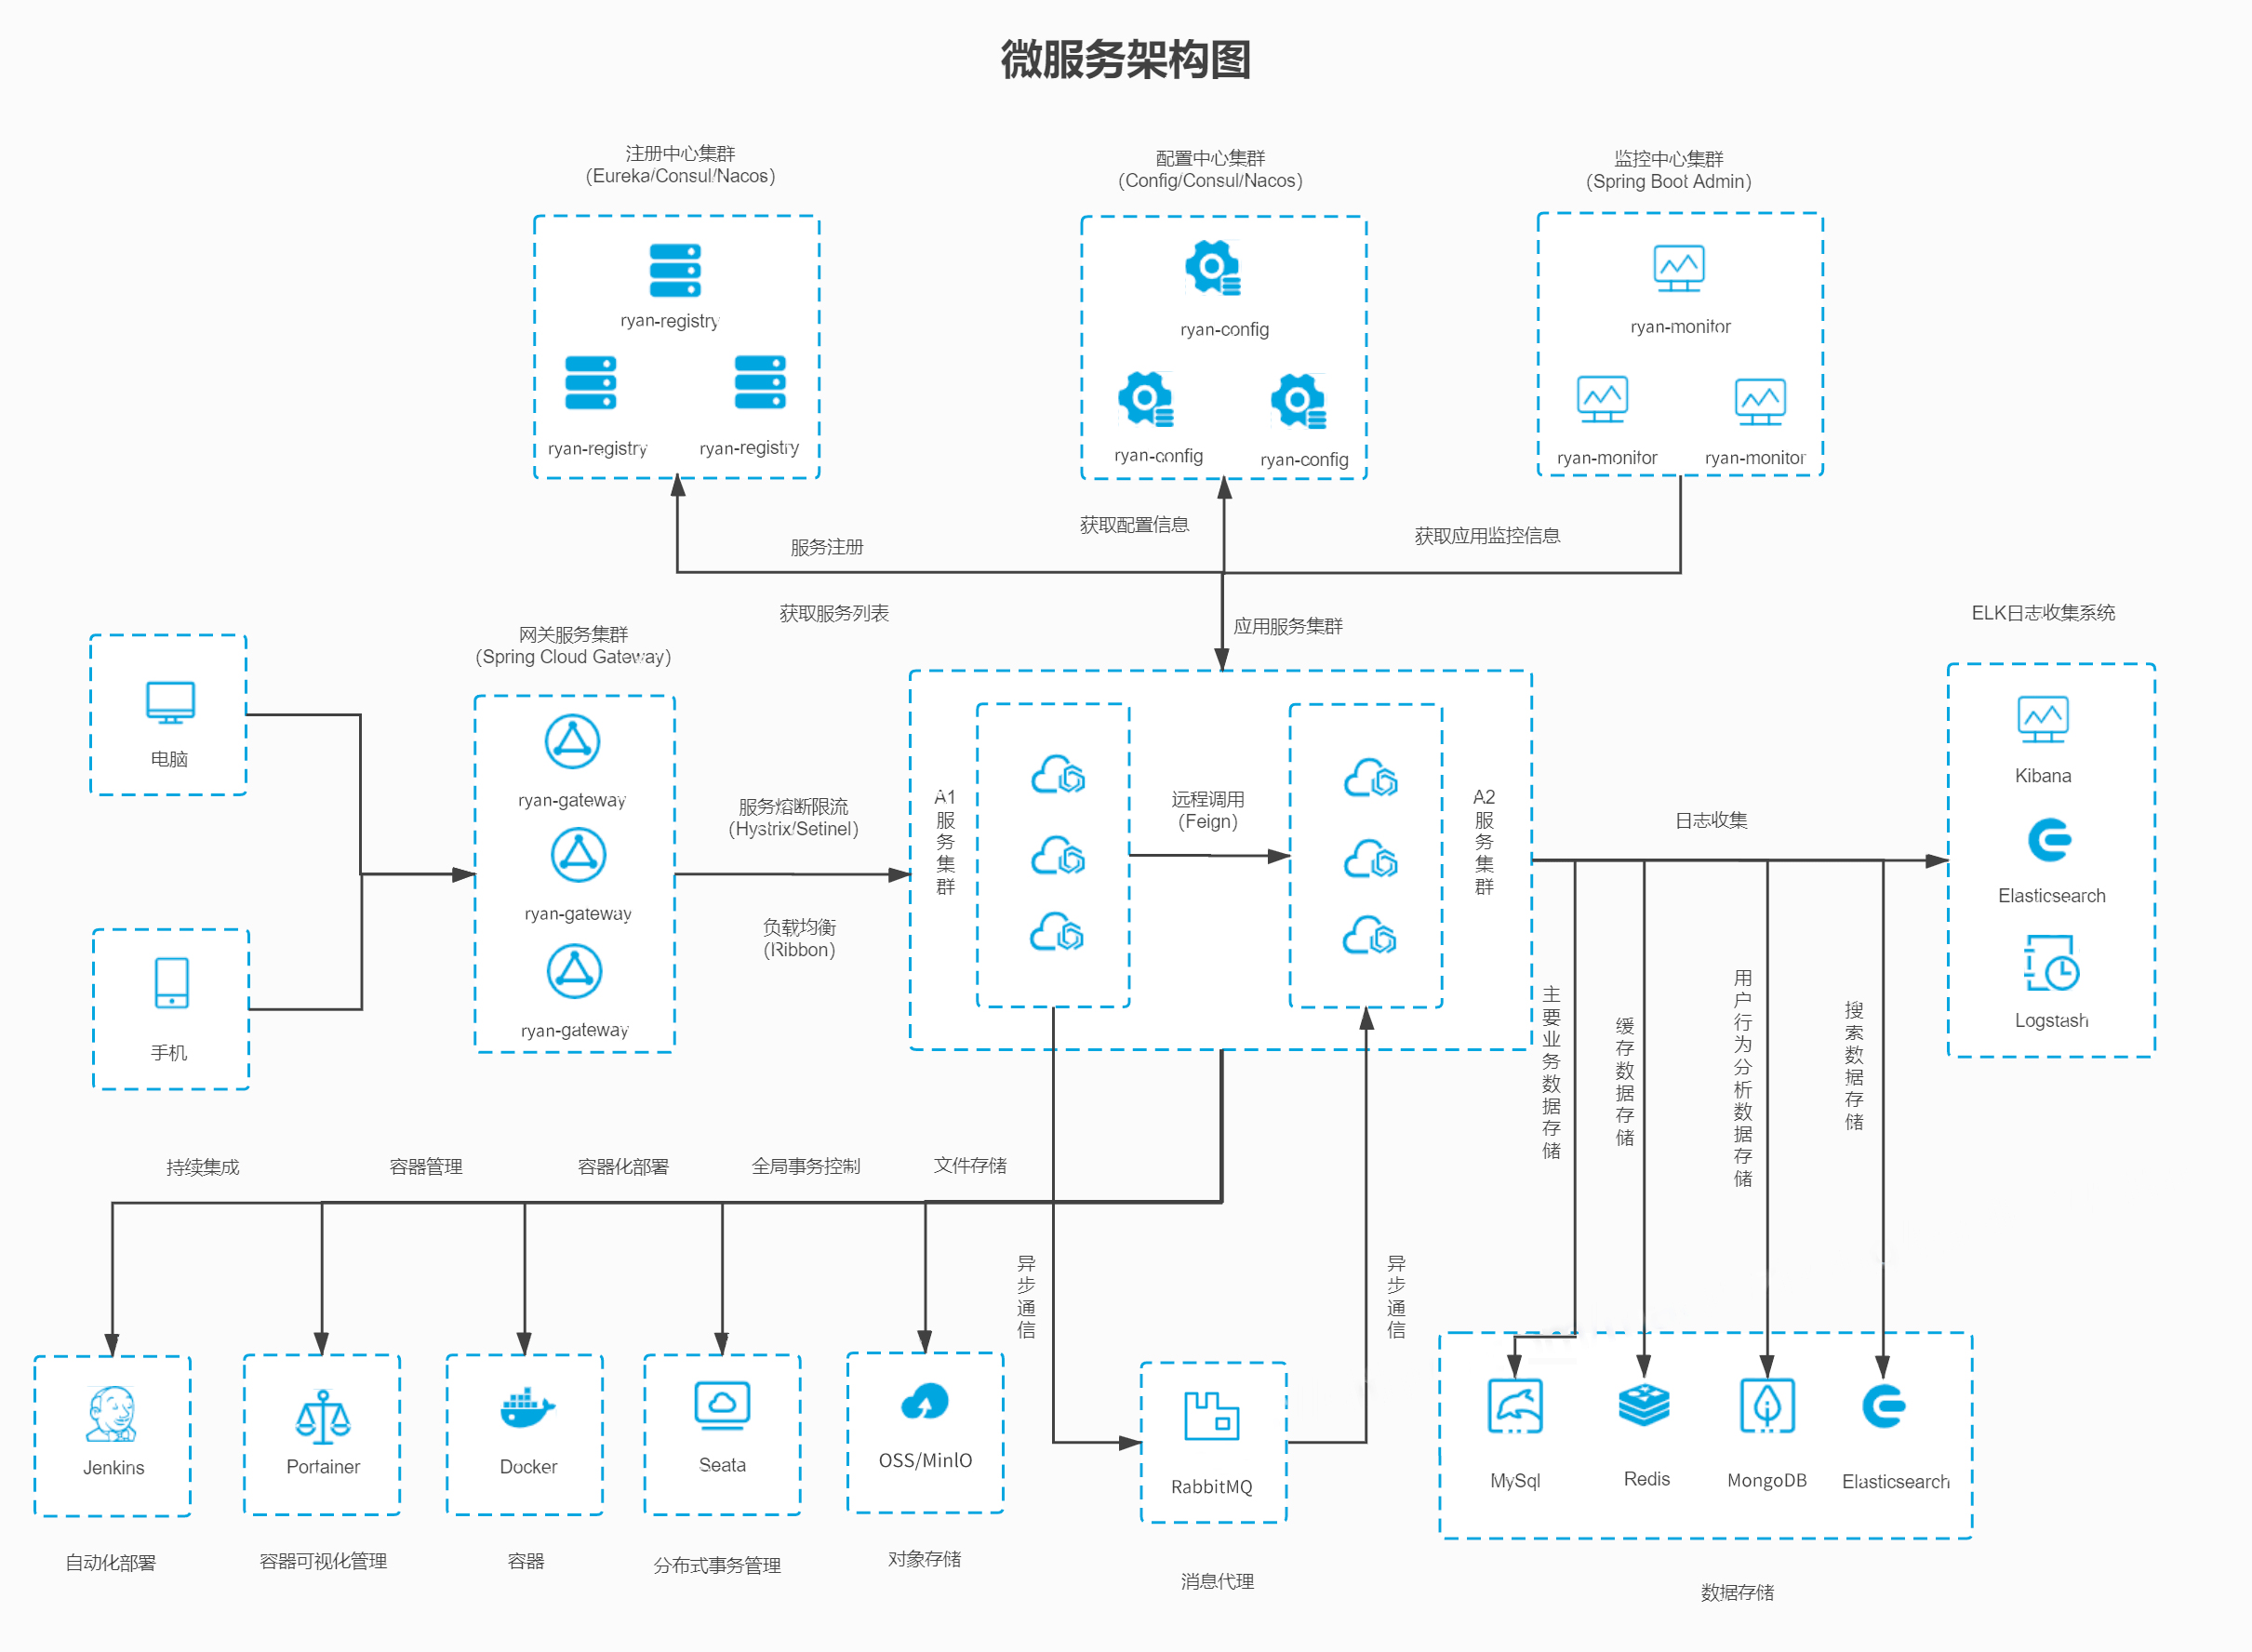 微服务架构图
注册中心集群
(Eureka/Consul/Nacos)
配置中心集群
(Config/Consul/Nacos)
监控中心集群
(Spring Boot Admin)
ryan-registry
ryan-registry
ryan-registry
ryan-config
ryan-config
ryan-config
ryan-monitor
ryan-monitor
ryan-monitor
服务注册
获取配置信息
获取应用监控信息
获取服务列表
应用服务集群
ELK日志收集系统
网关服务集群
(Spring Cloud Gateway)
电脑
手机
ryan-gateway
ryan-gateway
ryan-gateway
服务熔断限流
(Hystrix/Setinel)
负载均衡
(Ribbon)
A1
服
务
集
群
远程调用
(Feign)
A2
服
务
集
群
日志收集
Kibana
Elasticsearch
Logstash
主
要
业
务
数
据
存
储
缓
存
数
据
存
储
用
户
行
为
分
析
数
据
存
储
搜
索
数
据
存
储
持续集成
容器管理
容器化部署
全局事务控制
文件存储
异
步
通
信
异
步
通
信
Jenkins
Portainer
Docker
Seata
OSS/MinIO
RabbitMQ
MySql
Redis
MongoDB
Elasticsearch
自动化部署
容器可视化管理
容器
分布式事务管理
对象存储
消息代理
数据存储